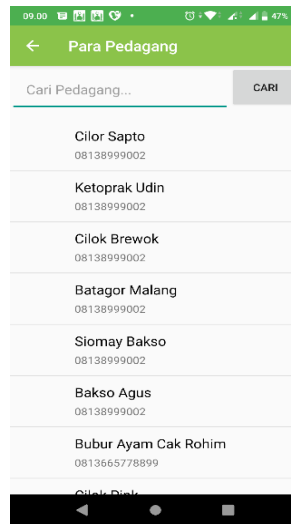 09.00 47%
Para Pedagang
Cari Pedagang... CARI
Cilor Sapto
08138999002
Ketoprak Udin
08138999002
Cilok Brewok
08138999002
Batagor Malang
08138999002
Siomay Bakso
08138999002
Bakso Agus
08138999002
Bubur Ayam Cak Rohim
0813665778899